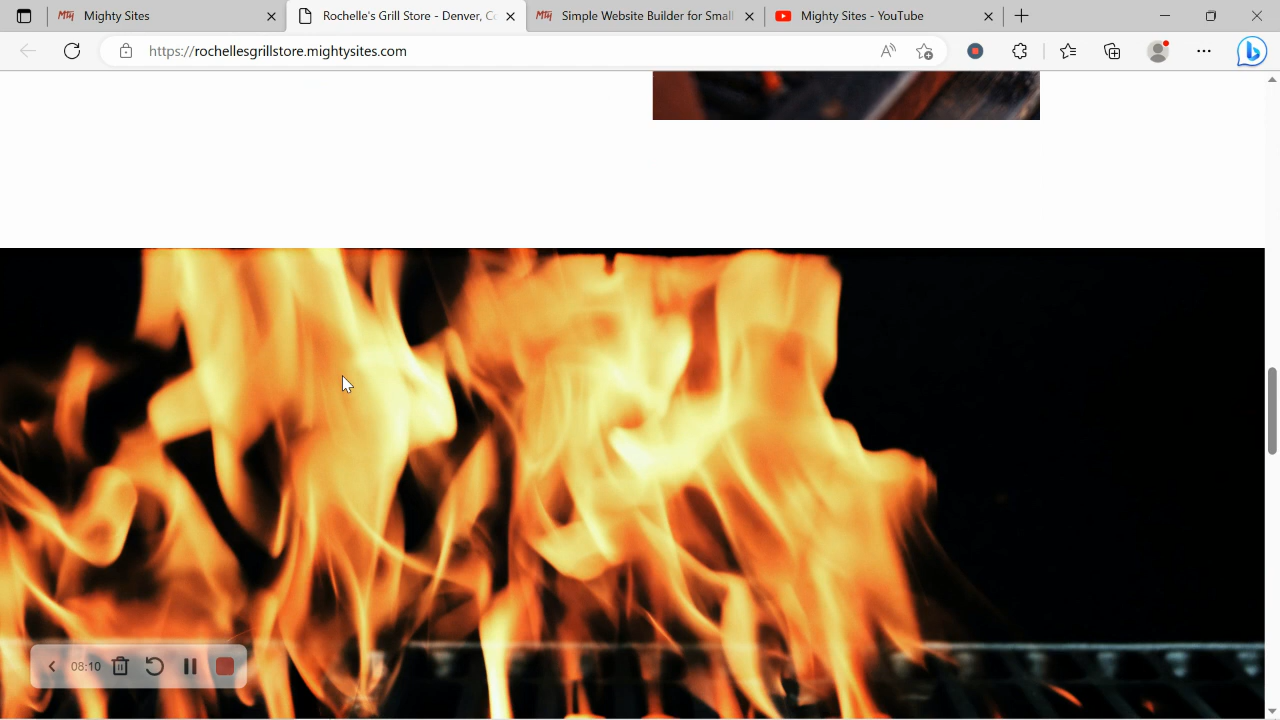 Mighty Sites
Rochelle's Grill Store - Denver, Co
Simple Website Builder for Small
Mighty Sites - YouTube
https://rochellesgrillstore.mightysites.com
08:10